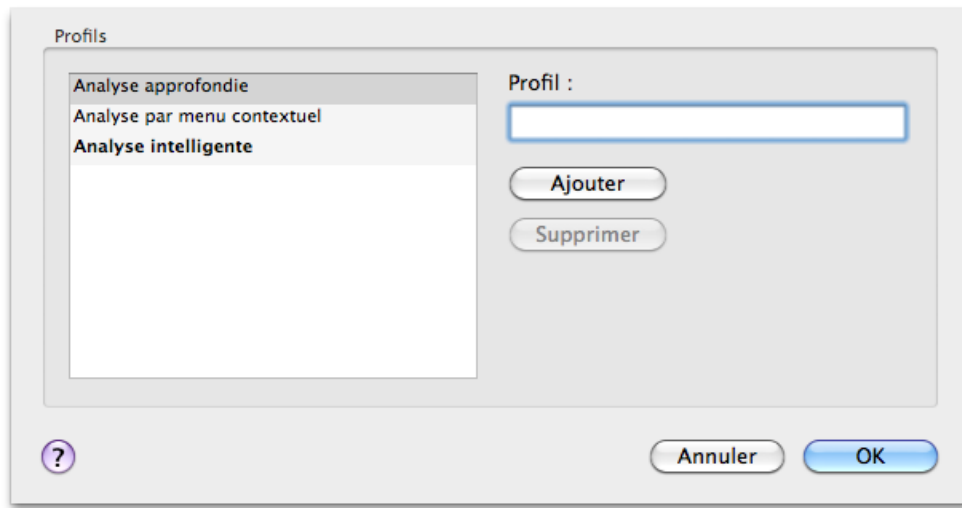 Profils
Analyse approfondie
Analyse par menu contextuel
Analyse intelligente
Profil :
Ajouter
Supprimer
?
Annuler
OK